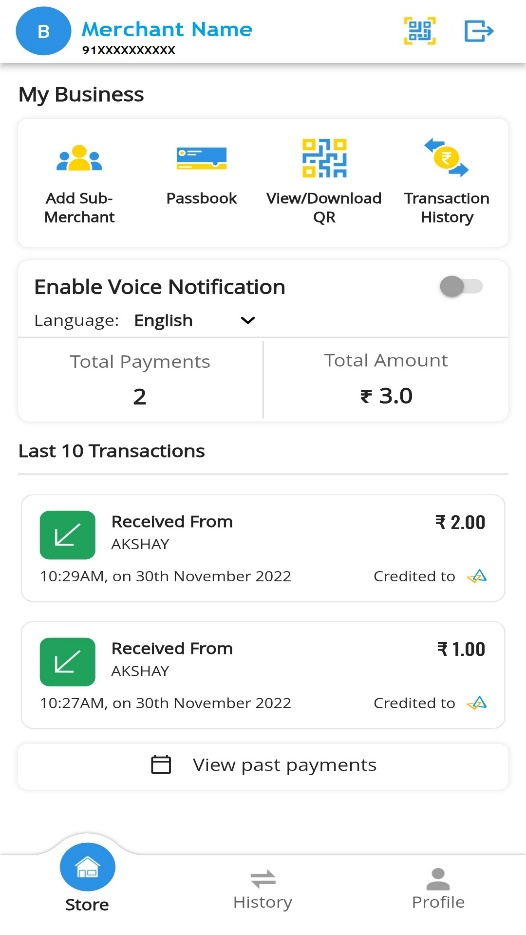 B
Merchant Name
91XXXXXXXXXX
My Business
Add Sub-
Merchant
Passbook
View/Download
QR
Transaction
History
Enable Voice Notification
Language: English
Total Payments
2
Total Amount
₹ 3.0
Last 10 Transactions
Received From
₹ 2.00
AKSHAY
10:29AM, on 30th November 2022
Credited to
Received From
₹ 1.00
AKSHAY
10:27AM, on 30th November 2022
Credited to
View past payments
Store
History
Profile